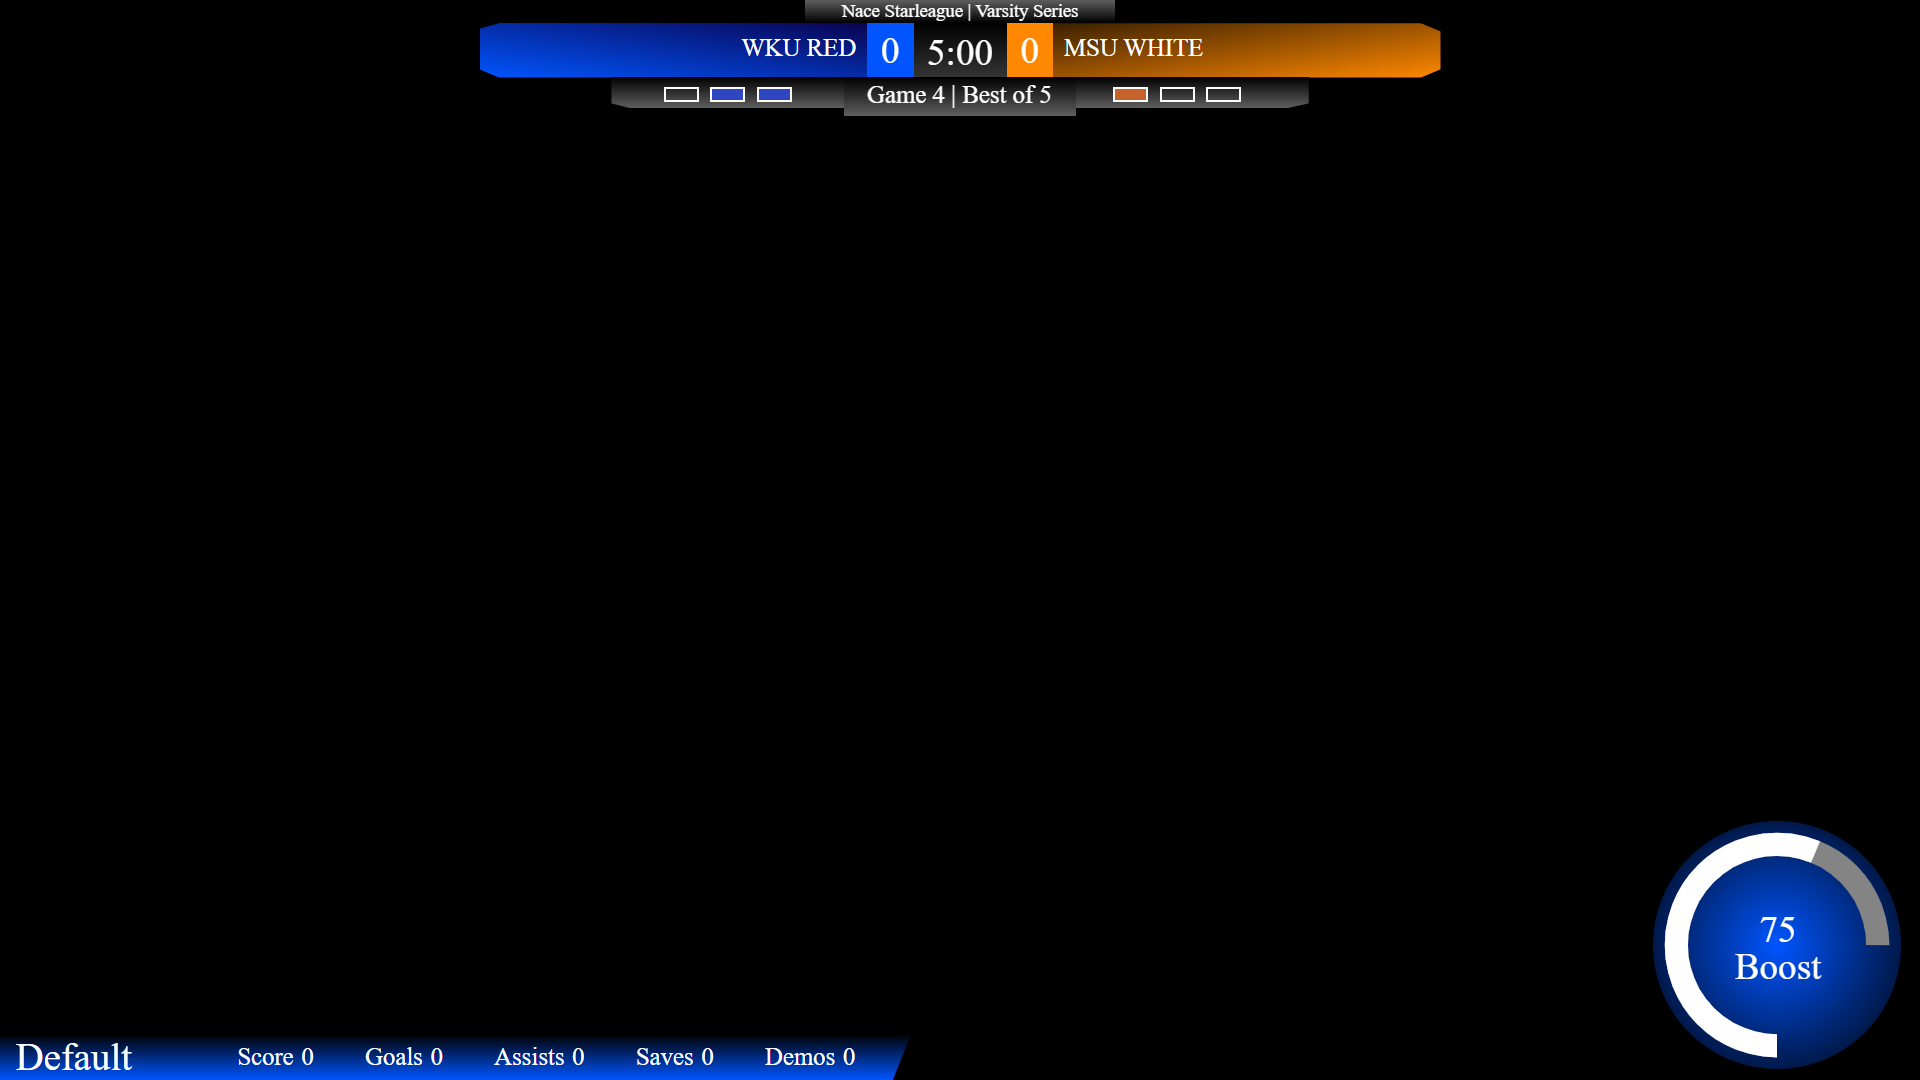 Nace Starleague | Varsity Series
WKU RED 0 5:00 0 MSU WHITE
Game 4 | Best of 5
75
Boost
Default Score 0 Goals 0 Assists 0 Saves 0 Demos 0